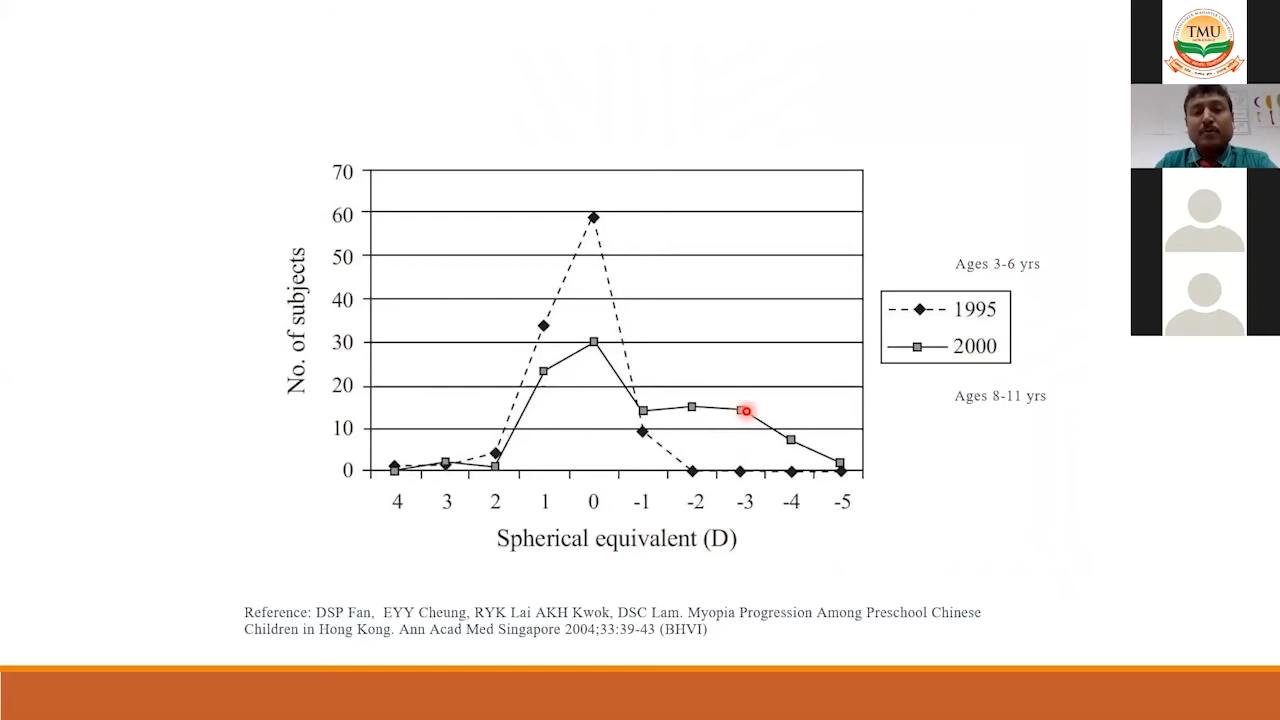 TMU
70
60
50
40
30
20
10
0
No. of subjects
4 3 2 1 0 -1 -2 -3 -4 -5
Spherical equivalent (D)
Ages 3-6 yrs
1995
2000
Ages 8-11 yrs
Reference: DSP Fan, EYY Cheung, RYK Lai AKH Kwok, DSC Lam. Myopia Progression Among Preschool Chinese
Children in Hong Kong. Ann Acad Med Singapore 2004;33:39-43 (BHVI)